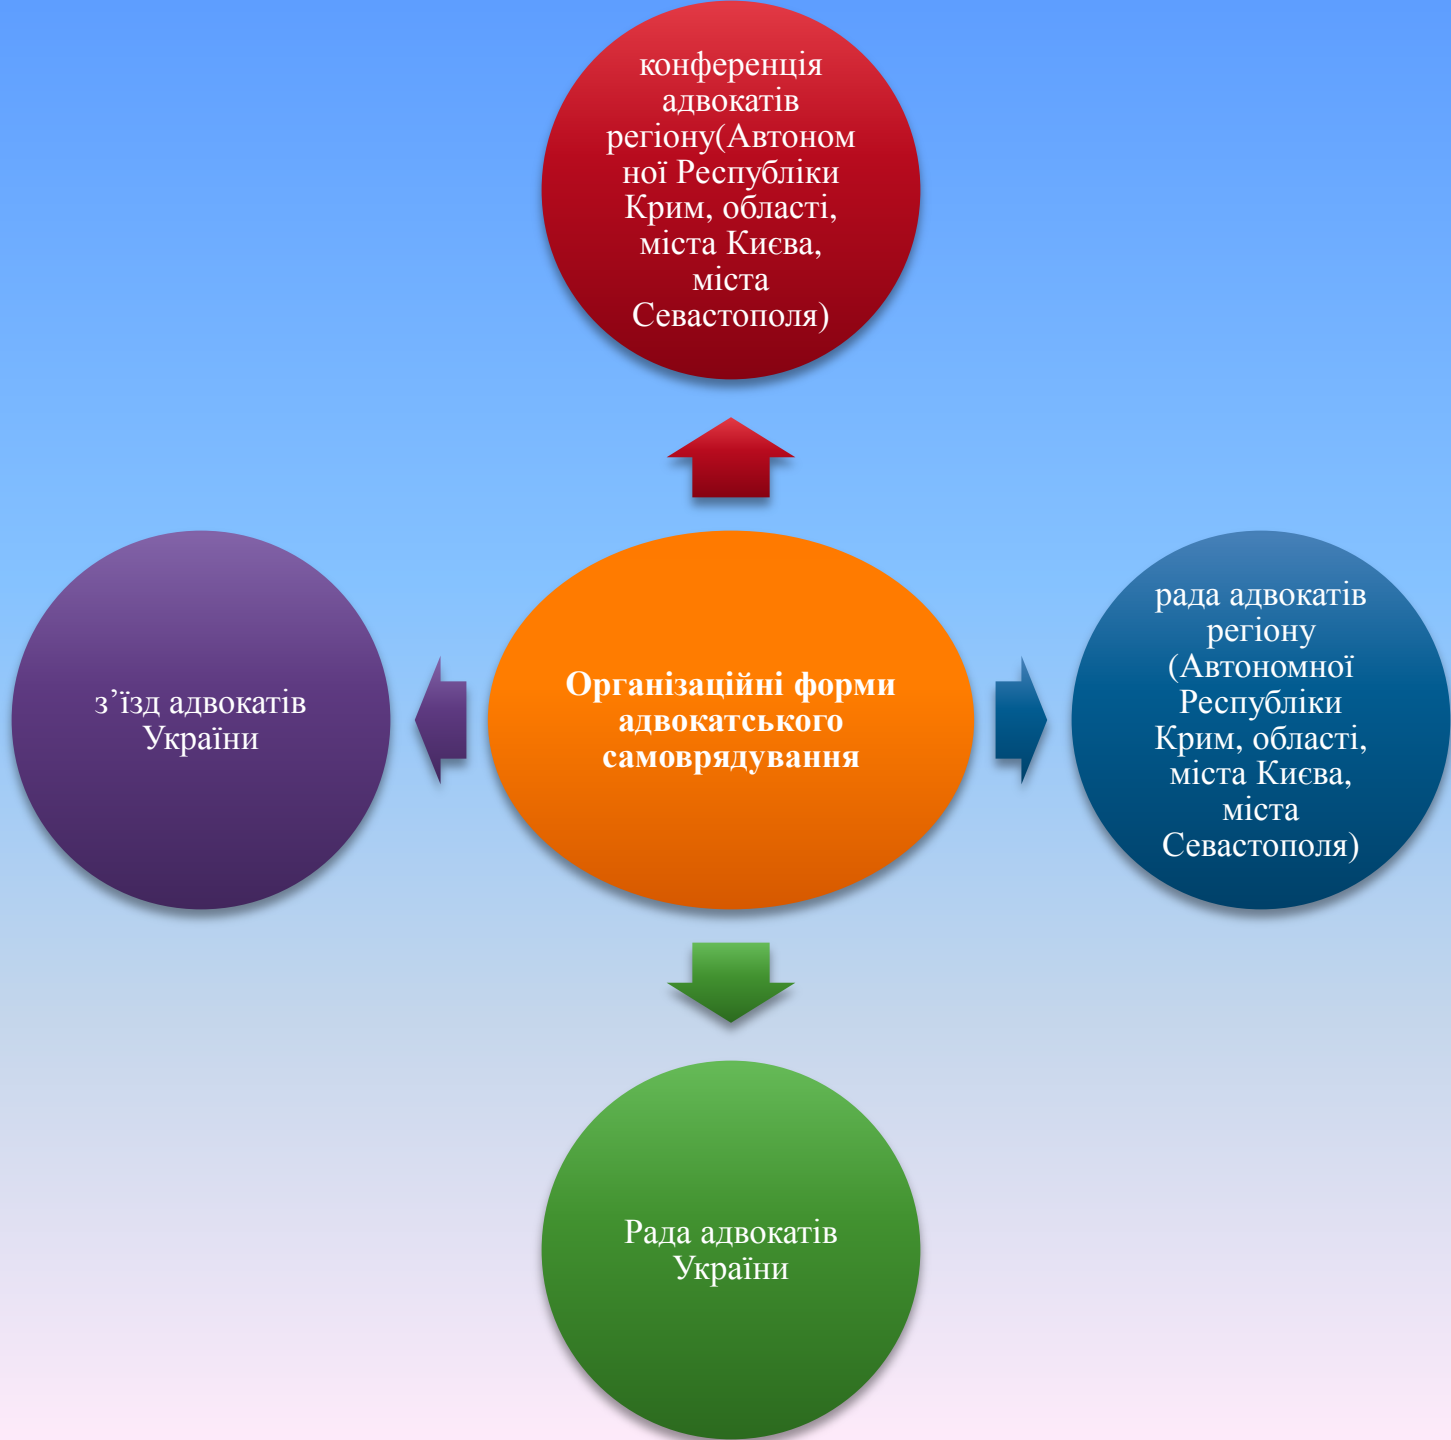 конференція
адвокатів
регіону(Автоном
ної Республіки
Крим, області,
міста Києва,
міста
Севастополя)
з’їзд адвокатів
України
Організаційні форми
адвокатського
самоврядування
рада адвокатів
регіону
(Автономної
Республіки
Крим, області,
міста Києва,
міста
Севастополя)
Рада адвокатів
України